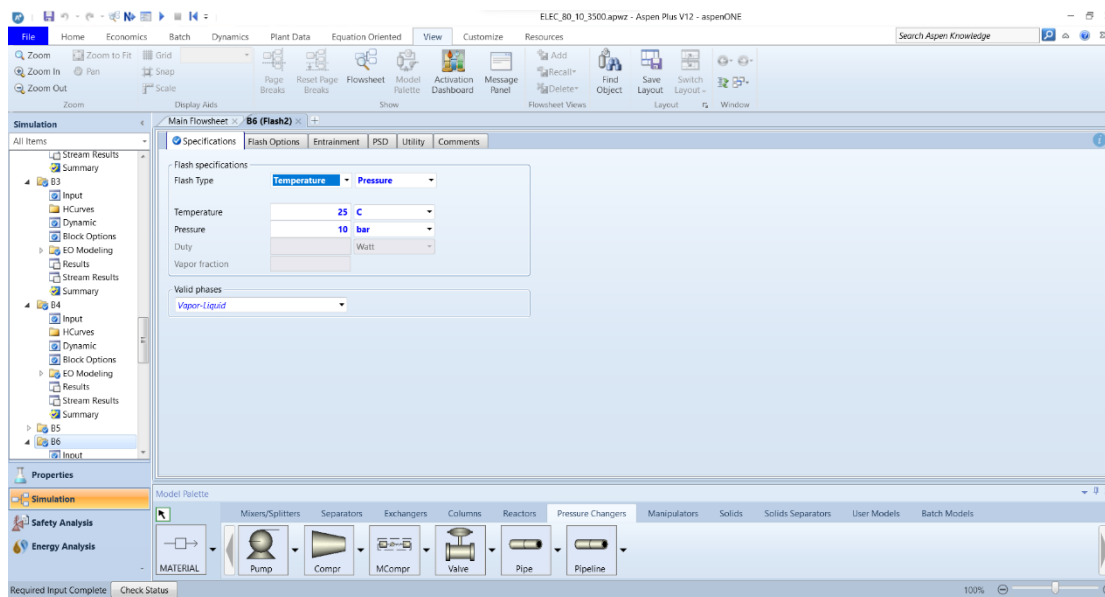 ELEC_80_10_3500.apwz - Aspen Plus V12 - aspenONE
File Home Economics Batch Dynamics Plant Data Equation Oriented View Customize Resources Search Aspen Knowledge
Zoom Zoom to Fit Grid
Zoom In Pan Snap
Zoom Out Scale
Page Breaks Reset Page Breaks Flowsheet Model Palette Activation Dashboard Message Panel
Add
Recall
Delete
Find Object Save Layout Switch Layout
Zoom Display Aids Show Flowsheet Views Layout Window
Simulation
All Items
Main Flowsheet B6 (Flash2)
Specifications Flash Options Entrainment PSD Utility Comments
Stream Results
Summary
B3
Input
HCurves
Dynamic
Block Options
EO Modeling
Results
Stream Results
Summary
B4
Input
HCurves
Dynamic
Block Options
EO Modeling
Results
Stream Results
Summary
B5
B6
Input
Flash specifications
Flash Type Temperature Pressure
Temperature 25 C
Pressure 10 bar
Duty Watt
Vapor fraction
Valid phases
Vapor-Liquid
Properties
Simulation
Safety Analysis
Energy Analysis
Model Palette
Mixers/Splitters Separators Exchangers Columns Reactors Pressure Changers Manipulators Solids Solids Separators User Models Batch Models
MATERIAL Pump Compr MCompr Valve Pipe Pipeline
Required Input Complete Check Status 100%